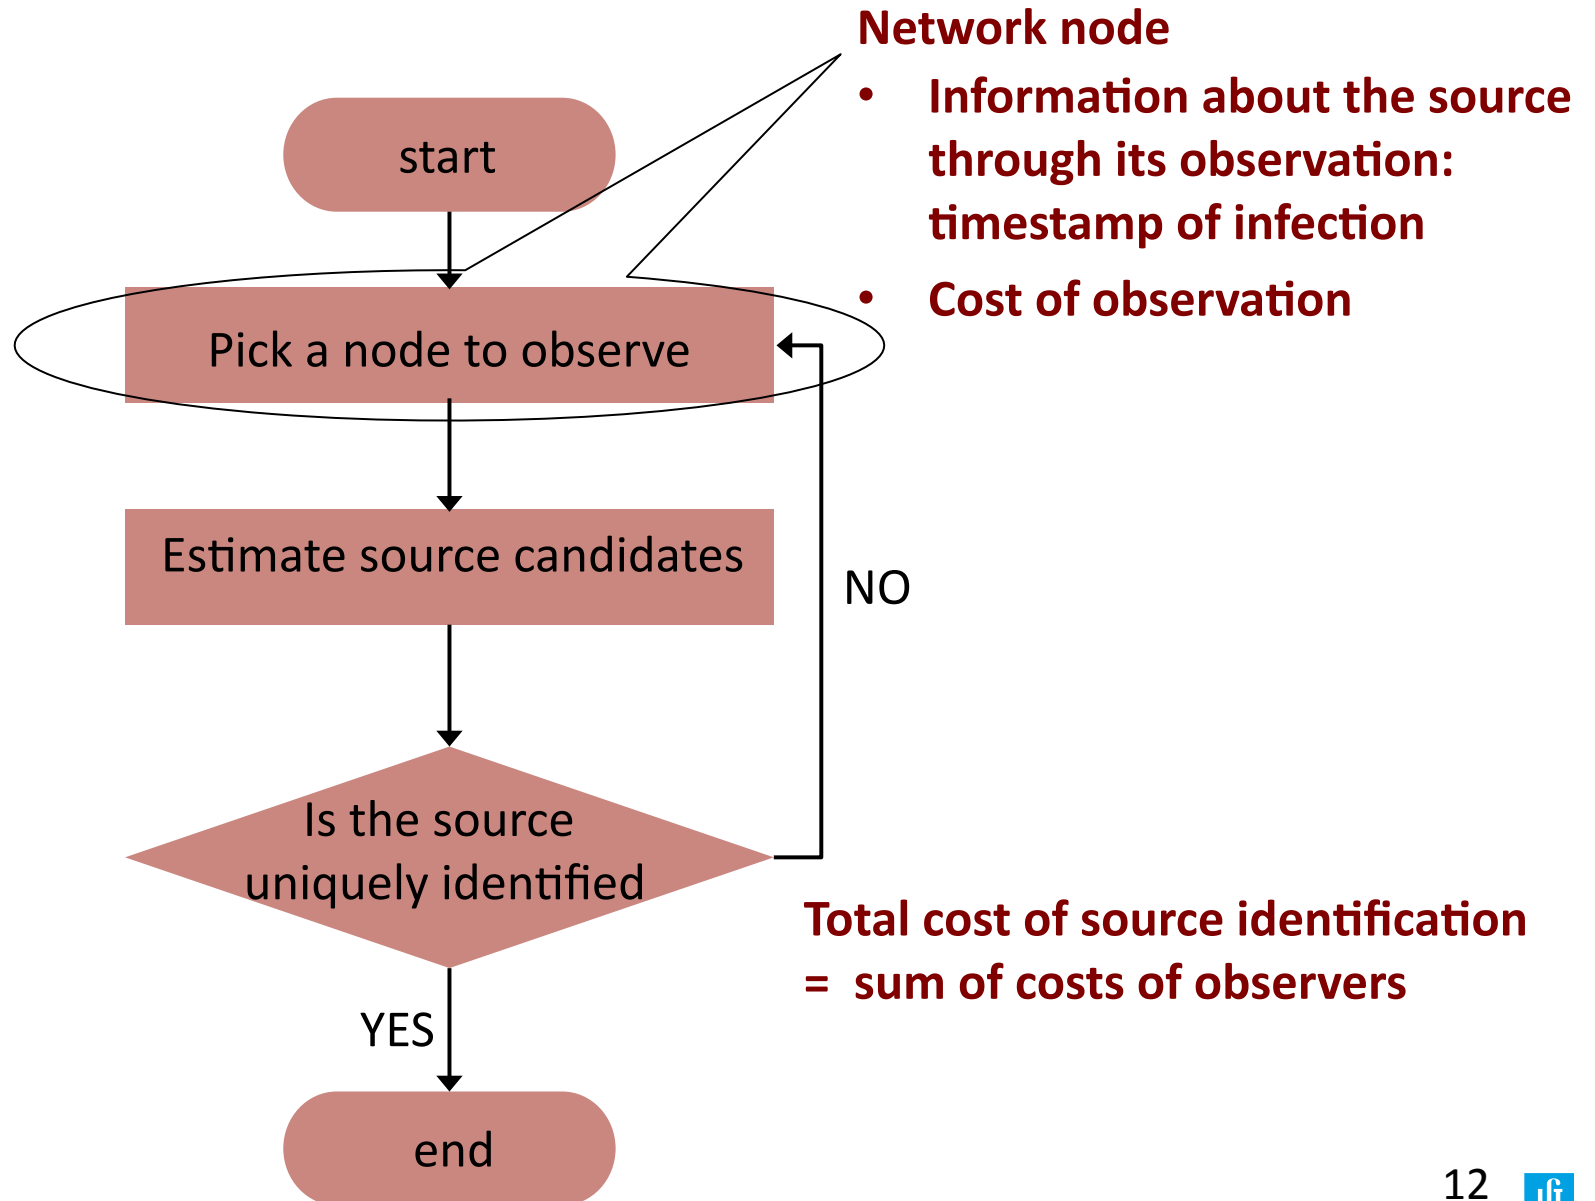 Network node
• Information about the source
through its observation:
timestamp of infection
• Cost of observation
start
Pick a node to observe
Estimate source candidates
NO
Is the source
uniquely identified
Total cost of source identification
= sum of costs of observers
YES
end
12